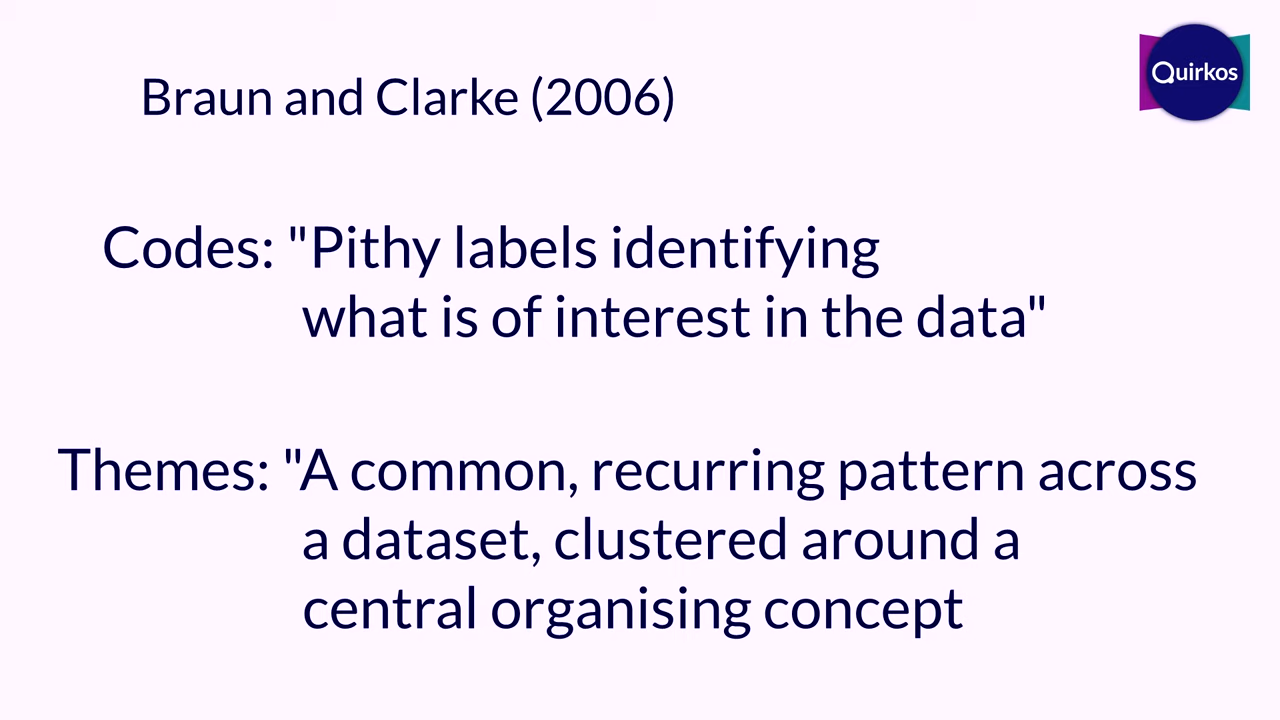 Quirkos
Braun and Clarke (2006)
Codes: "Pithy labels identifying
what is of interest in the data"
Themes: "A common, recurring pattern across
a dataset, clustered around a
central organising concept